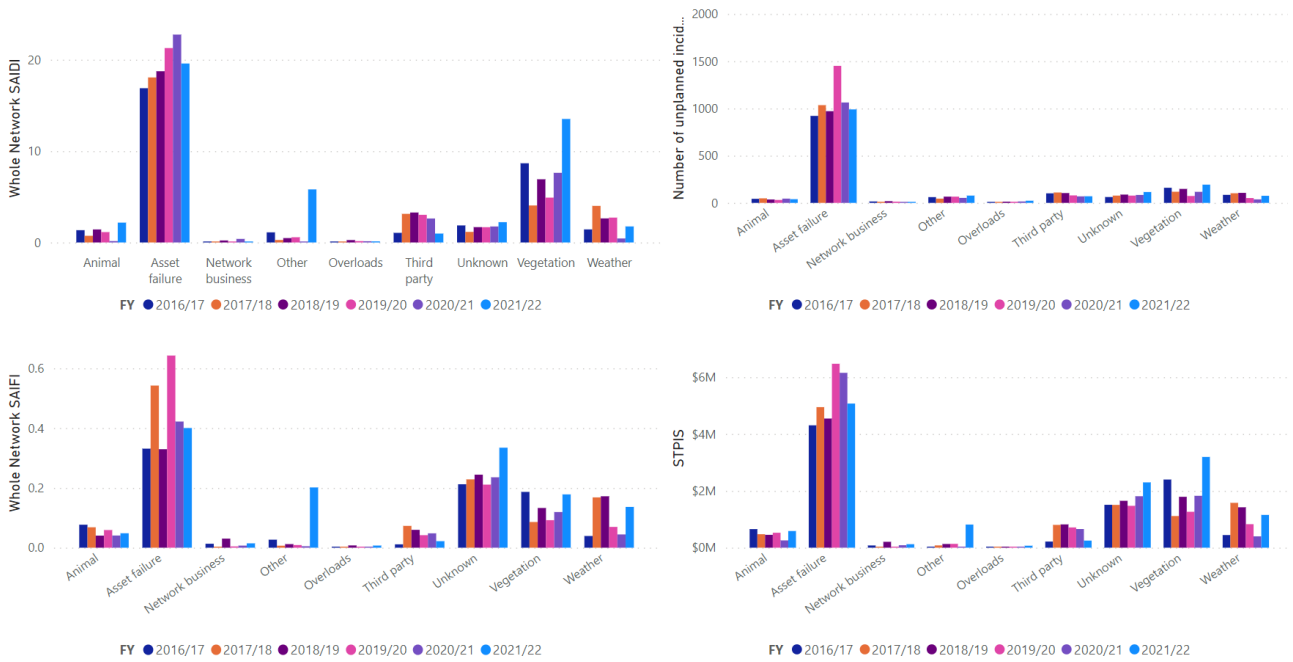 Whole Network SAIDI
20
10
0
Animal
Asset
failure
Network
business
Other
Overloads
Third
party
Unknown
Vegetation
Weather
FY 2016/17 2017/18 2018/19 2019/20 2020/21 2021/22
Number of unplanned incid...
2000
1500
1000
500
0
Animal
Asset failure
Network business
Other
Overloads
Third party
Unknown
Vegetation
Weather
FY 2016/17 2017/18 2018/19 2019/20 2020/21 2021/22
Whole Network SAIFI
0.6
0.4
0.2
0.0
Animal
Asset failure
Network business
Other
Overloads
Third party
Unknown
Vegetation
Weather
FY 2016/17 2017/18 2018/19 2019/20 2020/21 2021/22
STPIS
$6M
$4M
$2M
$0M
Animal
Asset failure
Network business
Other
Overloads
Third party
Unknown
Vegetation
Weather
FY 2016/17 2017/18 2018/19 2019/20 2020/21 2021/22